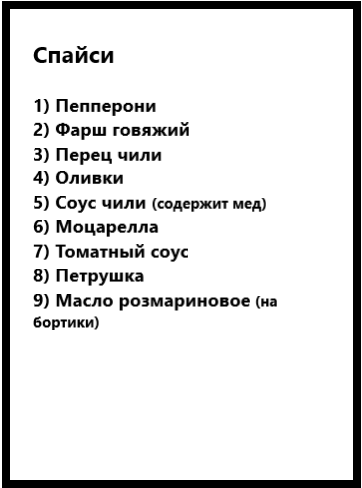 Спайси
1) Пепперони
2) Фарш говяжий
3) Перец чили
4) Оливки
5) Соус чили (содержит мед)
6) Моцарелла
7) Томатный соус
8) Петрушка
9) Масло розмариновое (на
бортики)